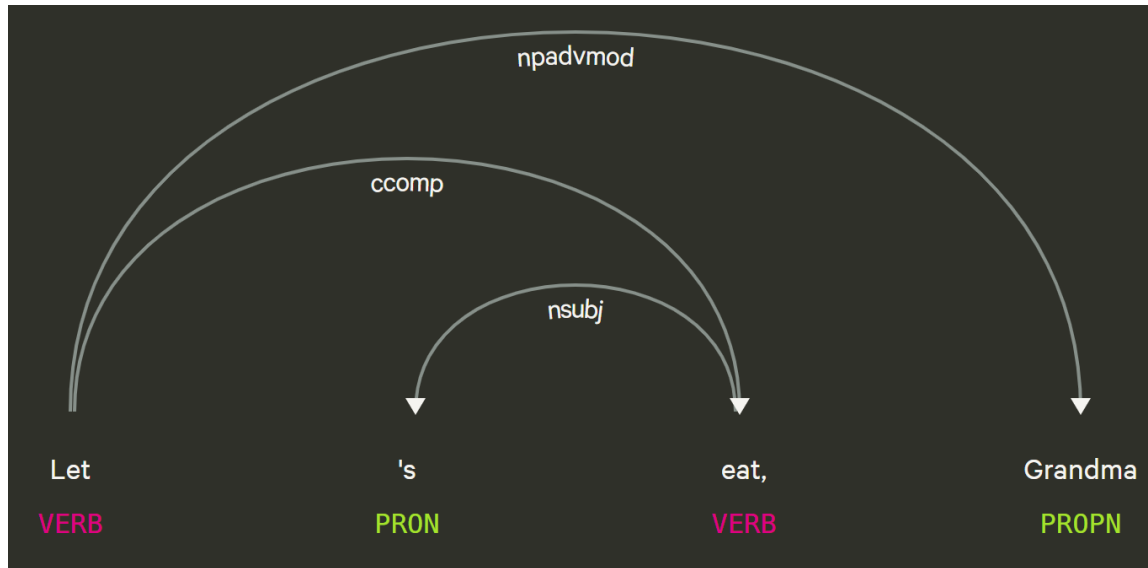 npadvmod
ccomp
nsubj
Let 's eat, Grandma
VERB PRON VERB PROPN